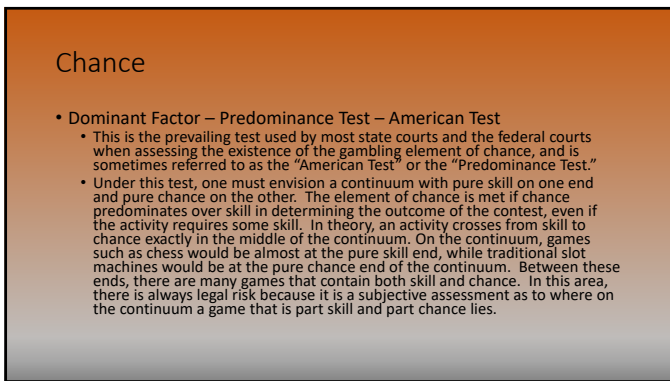 Chance
• Dominant Factor – Predominance Test – American Test
• This is the prevailing test used by most state courts and the federal courts
when assessing the existence of the gambling element of chance, and is
sometimes referred to as the “American Test” or the “Predominance Test.”
• Under this test, one must envision a continuum with pure skill on one end
and pure chance on the other. The element of chance is met if chance
predominates over skill in determining the outcome of the contest, even if
the activity requires some skill. In theory, an activity crosses from skill to
chance exactly in the middle of the continuum. On the continuum, games
such as chess would be almost at the pure skill end, while traditional slot
machines would be at the pure chance end of the continuum. Between these
ends, there are many games that contain both skill and chance. In this area,
there is always legal risk because it is a subjective assessment as to where on
the continuum a game that is part skill and part chance lies.